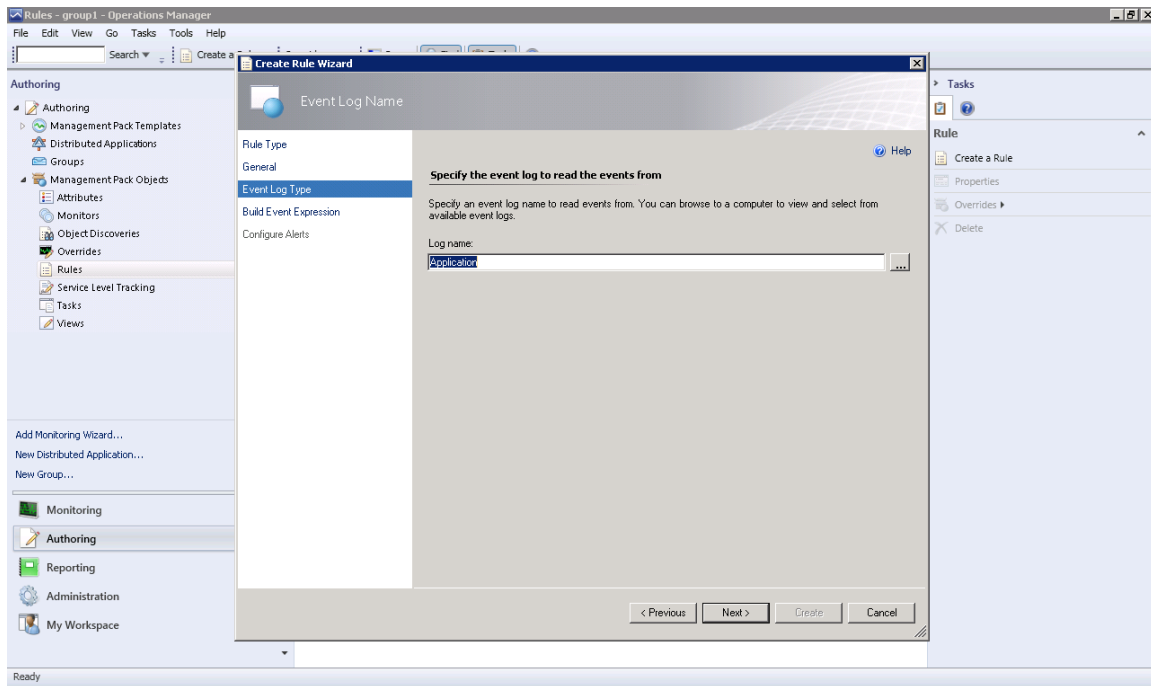 Rules - group1 - Operations Manager
File Edit View Go Tasks Tools Help
Search Create a
Create Rule Wizard
Event Log Name
Authoring
Authoring
Management Pack Templates
Distributed Applications
Groups
Management Pack Objects
Attributes
Monitors
Object Discoveries
Overrides
Rules
Service Level Tracking
Tasks
Views
Add Monitoring Wizard...
New Distributed Application...
New Group...
Monitoring
Authoring
Reporting
Administration
My Workspace
Rule Type
General
Event Log Type
Build Event Expression
Configure Alerts
Help
Specify the event log to read the events from
Specify an event log name to read events from. You can browse to a computer to view and select from
available event logs.
Log name:
Application
...
< Previous Next > Create Cancel
Tasks
Rule
Create a Rule
Properties
Overrides
Delete
Ready